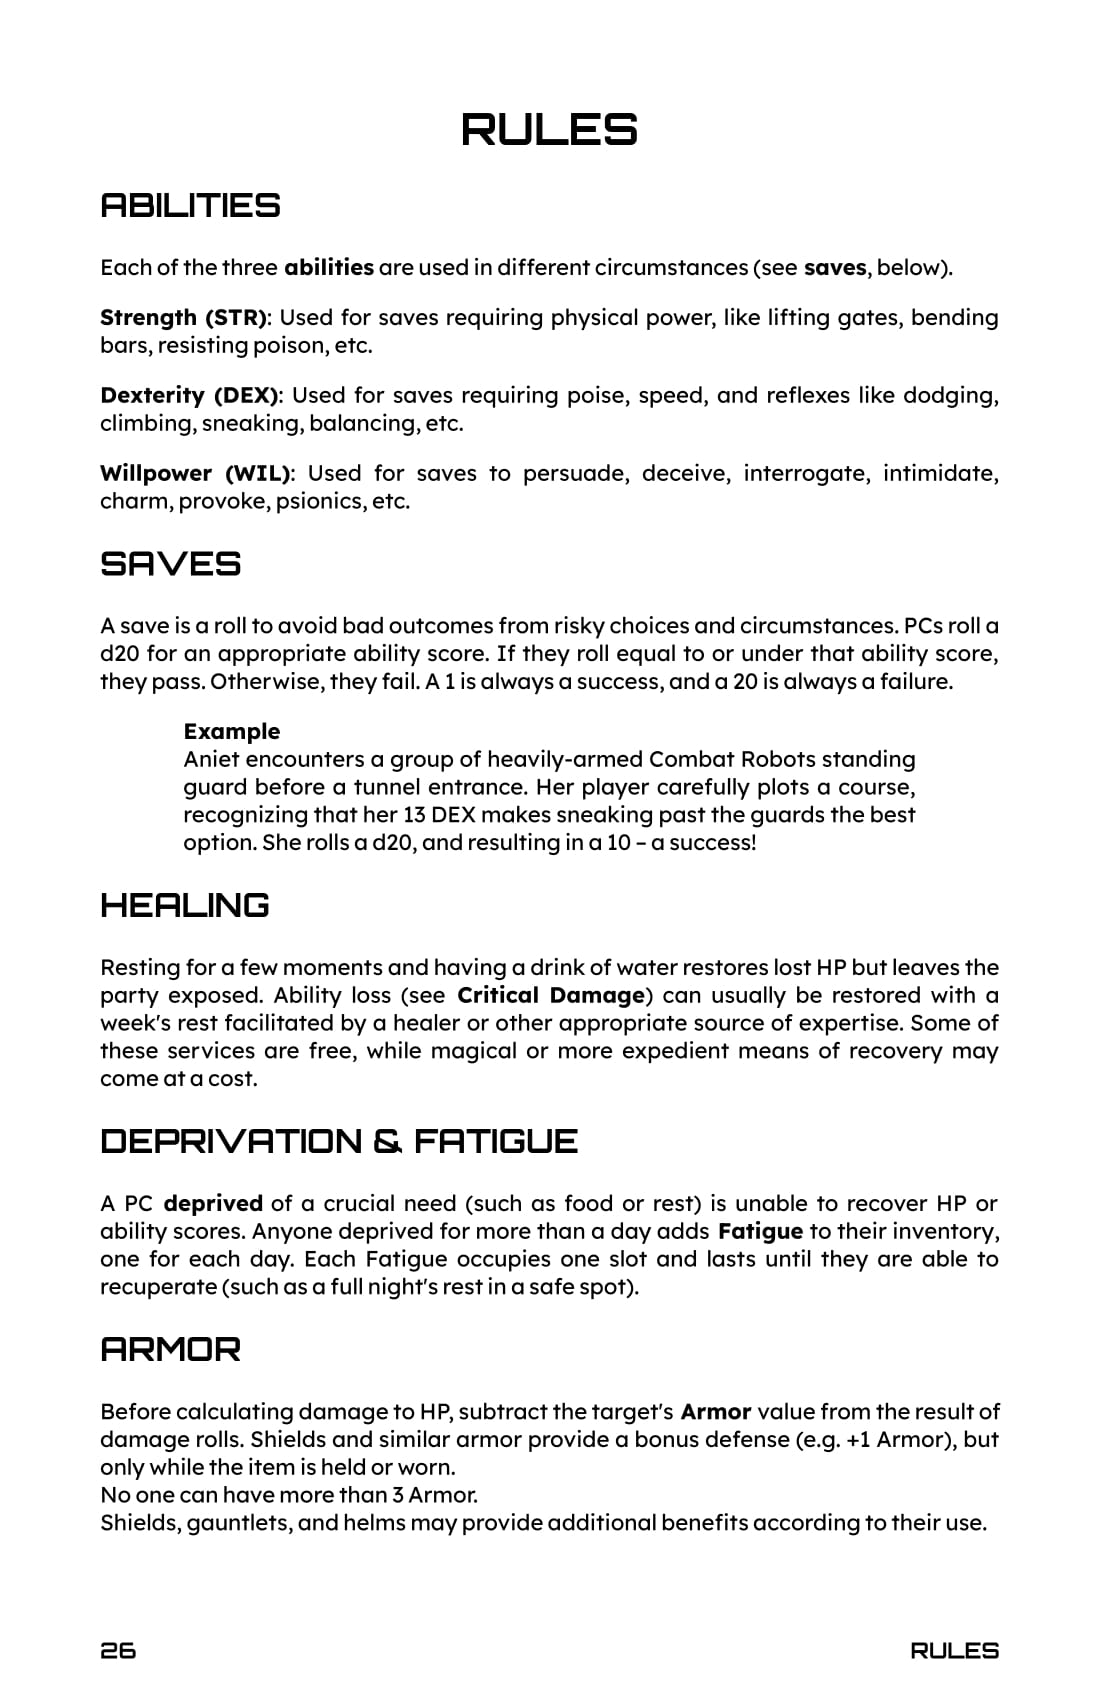 RULES
ABILITIES
Each of the three abilities are used in different circumstances (see saves, below).
Strength (STR): Used for saves requiring physical power, like lifting gates, bending
bars, resisting poison, etc.
Dexterity (DEX): Used for saves requiring poise, speed, and reflexes like dodging,
climbing, sneaking, balancing, etc.
Willpower (WIL): Used for saves to persuade, deceive, interrogate, intimidate,
charm, provoke, psionics, etc.
SAVES
A save is a roll to avoid bad outcomes from risky choices and circumstances. PCs roll a
d20 for an appropriate ability score. If they roll equal to or under that ability score,
they pass. Otherwise, they fail. A 1 is always a success, and a 20 is always a failure.
Example
Aniet encounters a group of heavily-armed Combat Robots standing
guard before a tunnel entrance. Her player carefully plots a course,
recognizing that her 13 DEX makes sneaking past the guards the best
option. She rolls a d20, and resulting in a 10 – a success!
HEALING
Resting for a few moments and having a drink of water restores lost HP but leaves the
party exposed. Ability loss (see Critical Damage) can usually be restored with a
week's rest facilitated by a healer or other appropriate source of expertise. Some of
these services are free, while magical or more expedient means of recovery may
come at a cost.
DEPRIVATION & FATIGUE
A PC deprived of a crucial need (such as food or rest) is unable to recover HP or
ability scores. Anyone deprived for more than a day adds Fatigue to their inventory,
one for each day. Each Fatigue occupies one slot and lasts until they are able to
recuperate (such as a full night's rest in a safe spot).
ARMOR
Before calculating damage to HP, subtract the target's Armor value from the result of
damage rolls. Shields and similar armor provide a bonus defense (e.g. +1 Armor), but
only while the item is held or worn.
No one can have more than 3 Armor.
Shields, gauntlets, and helms may provide additional benefits according to their use.
26
RULES